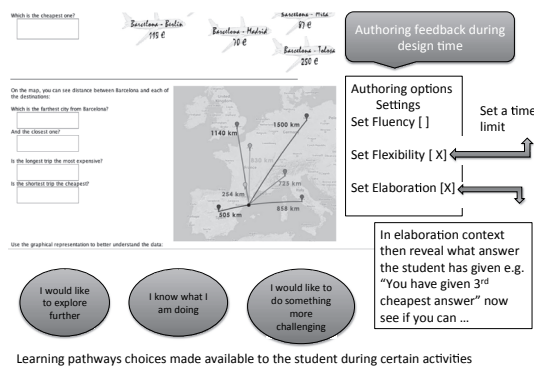 Which is the cheapest one?
Barcelona - Berlin
115 €
Barcelona - Madrid
70 €
Barcelona - Mila
87 €
Barcelona - Tolosa
250 €
On the map, you can see distance between Barcelona and each of
the destinations:
Which is the farthest city from Barcelona?
And the closest one?
Is the longest trip the most expensive?
Is the shortest trip the cheapest?
1140 km
1500 km
830 km
725 km
254 km
505 km
858 km
Use the graphical representation to better understand the data:
Authoring feedback during
design time
Authoring options
Settings
Set Fluency [ ]
Set Flexibility [ X]
Set Elaboration [X]
Set a time
limit
In elaboration context
then reveal what answer
the student has given e.g.
“You have given 3rd
cheapest answer” now
see if you can …
I would like
to explore
further
I know what I
am doing
I would like to
do something
more
challenging
Learning pathways choices made available to the student during certain activities